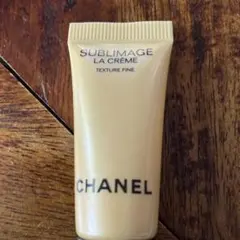 SUBLIMAGE
LA CRÈME
TEXTURE FINE
CHANEL